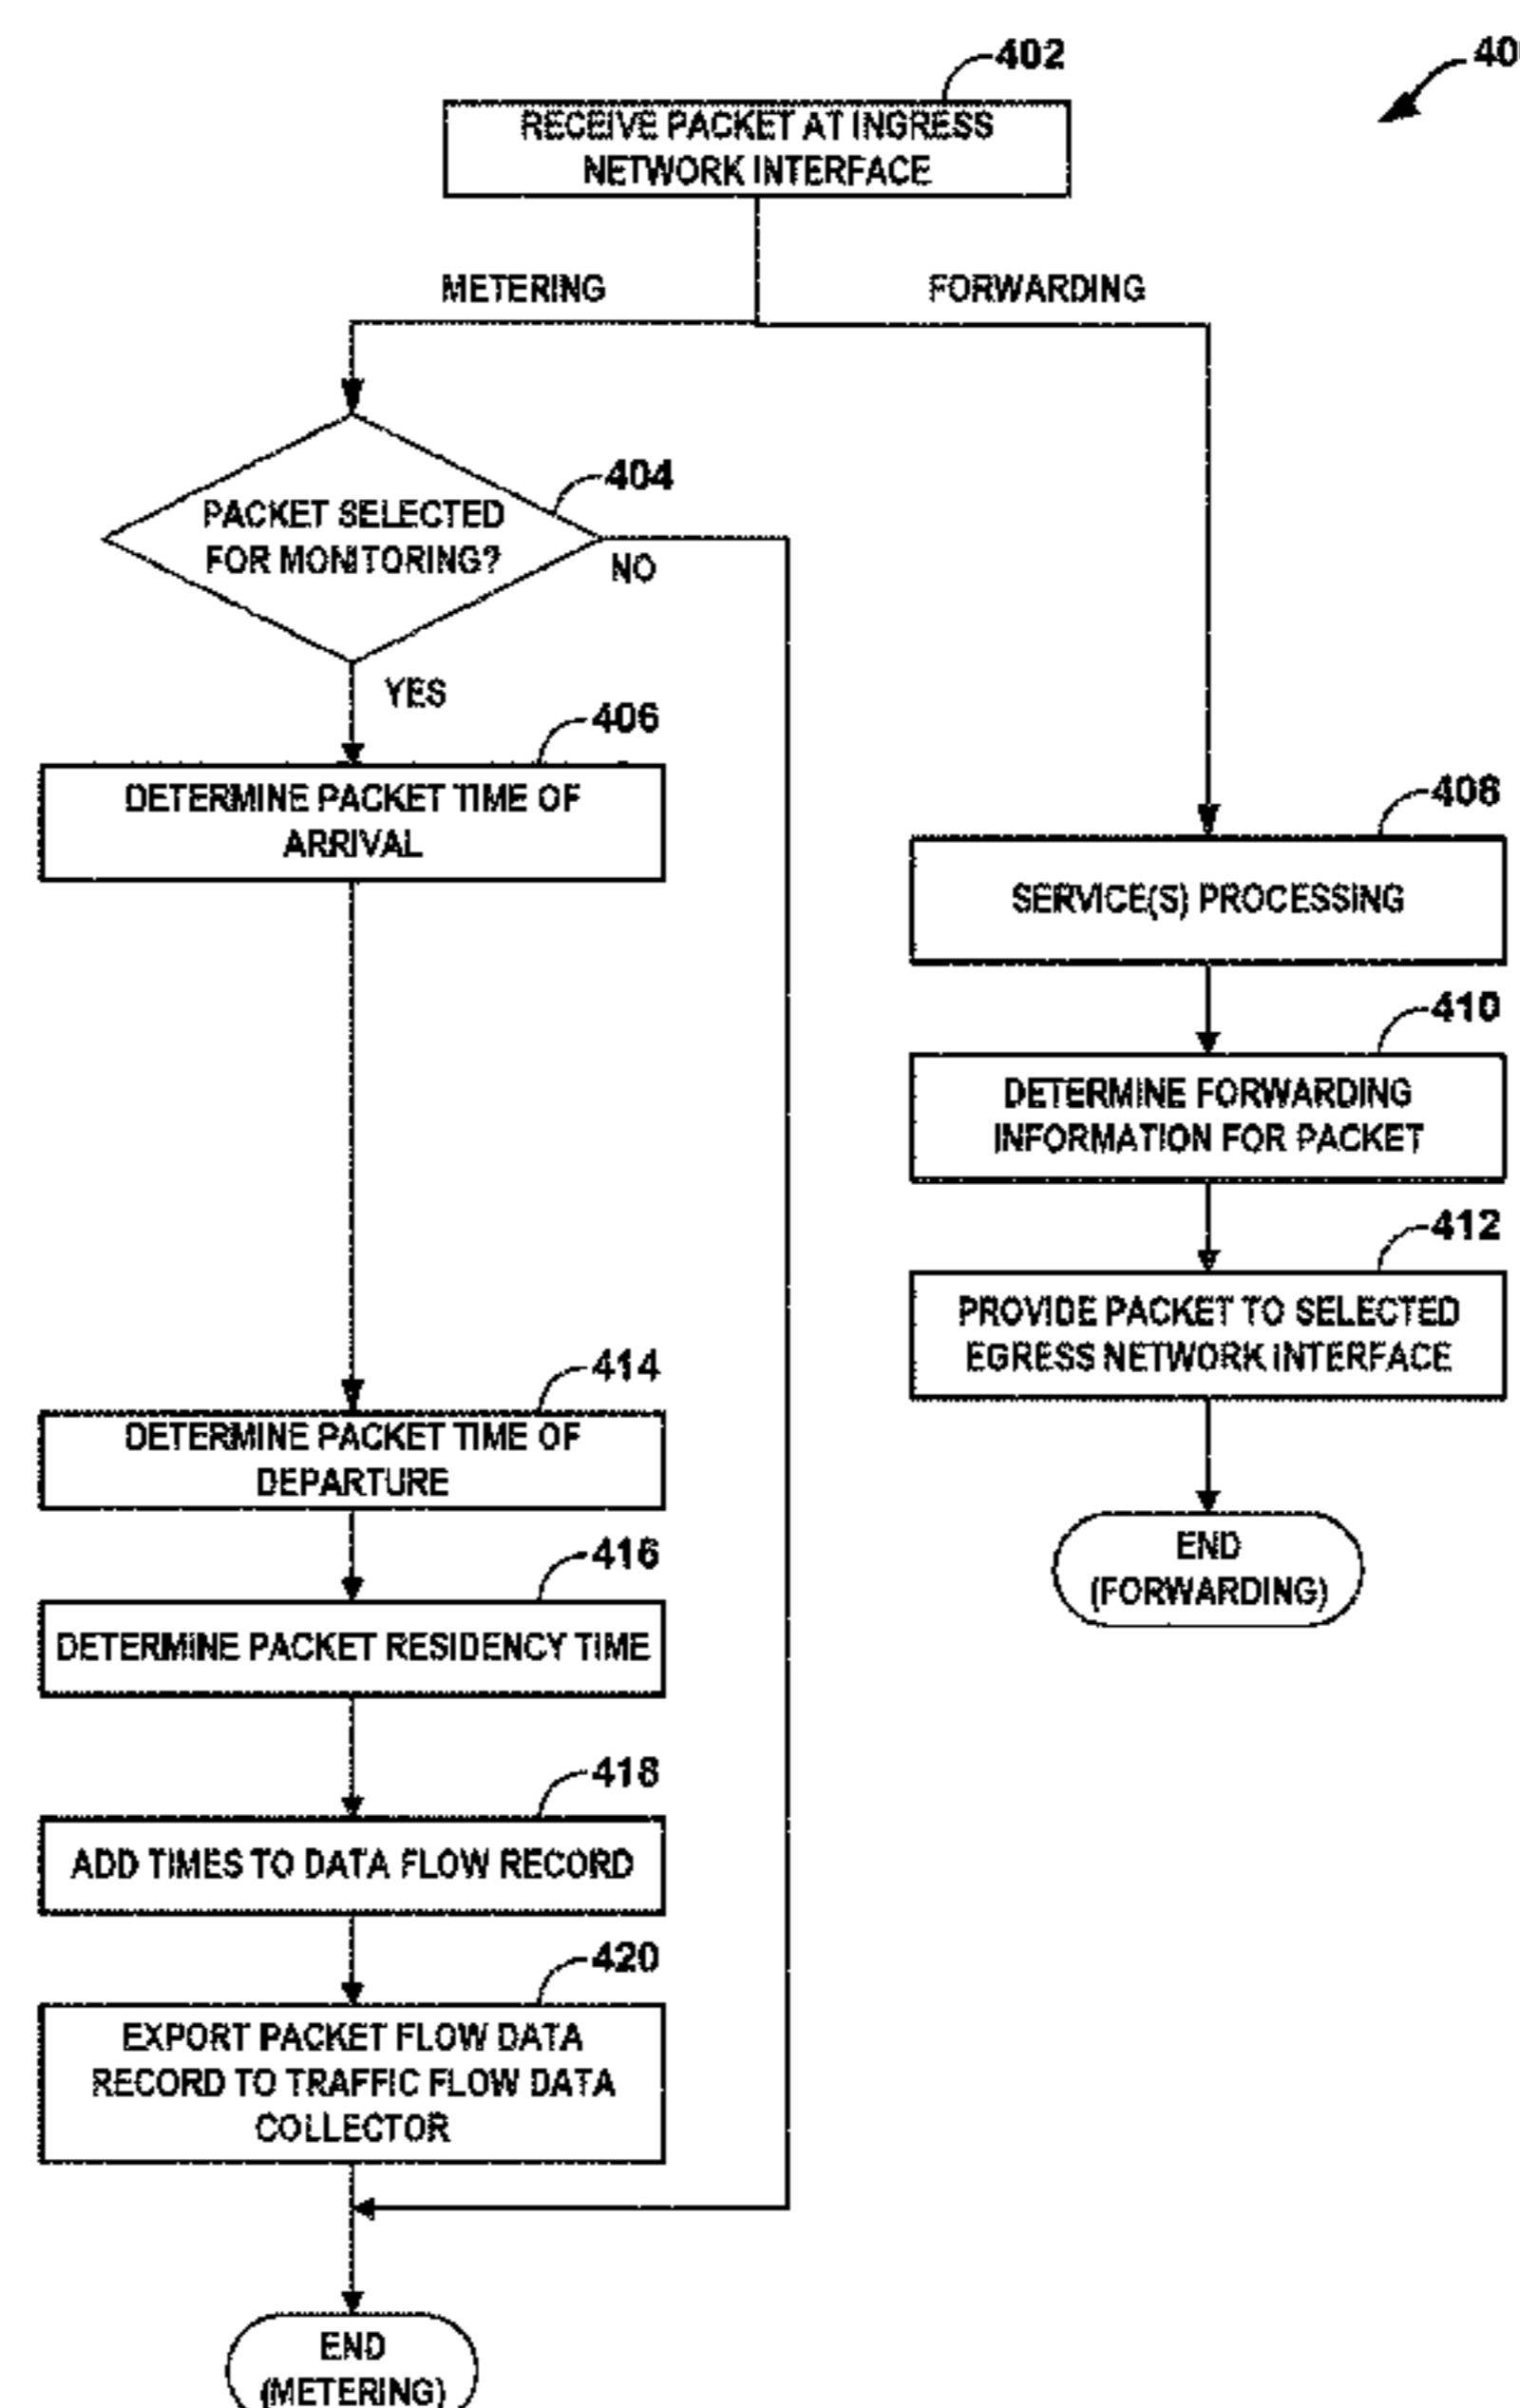 402
40
RECEIVE PACKET AT INGRESS
NETWORK INTERFACE
METERING
FORWARDING
404
PACKET SELECTED
FOR MONITORING?
NO
YES
406
DETERMINE PACKET TIME OF
ARRIVAL
408
SERVICE(S) PROCESSING
410
DETERMINE FORWARDING
INFORMATION FOR PACKET
412
PROVIDE PACKET TO SELECTED
EGRESS NETWORK INTERFACE
414
DETERMINE PACKET TIME OF
DEPARTURE
END
(FORWARDING)
416
DETERMINE PACKET RESIDENCY TIME
418
ADD TIMES TO DATA FLOW RECORD
420
EXPORT PACKET FLOW DATA
RECORD TO TRAFFIC FLOW DATA
COLLECTOR
END
(METERING)